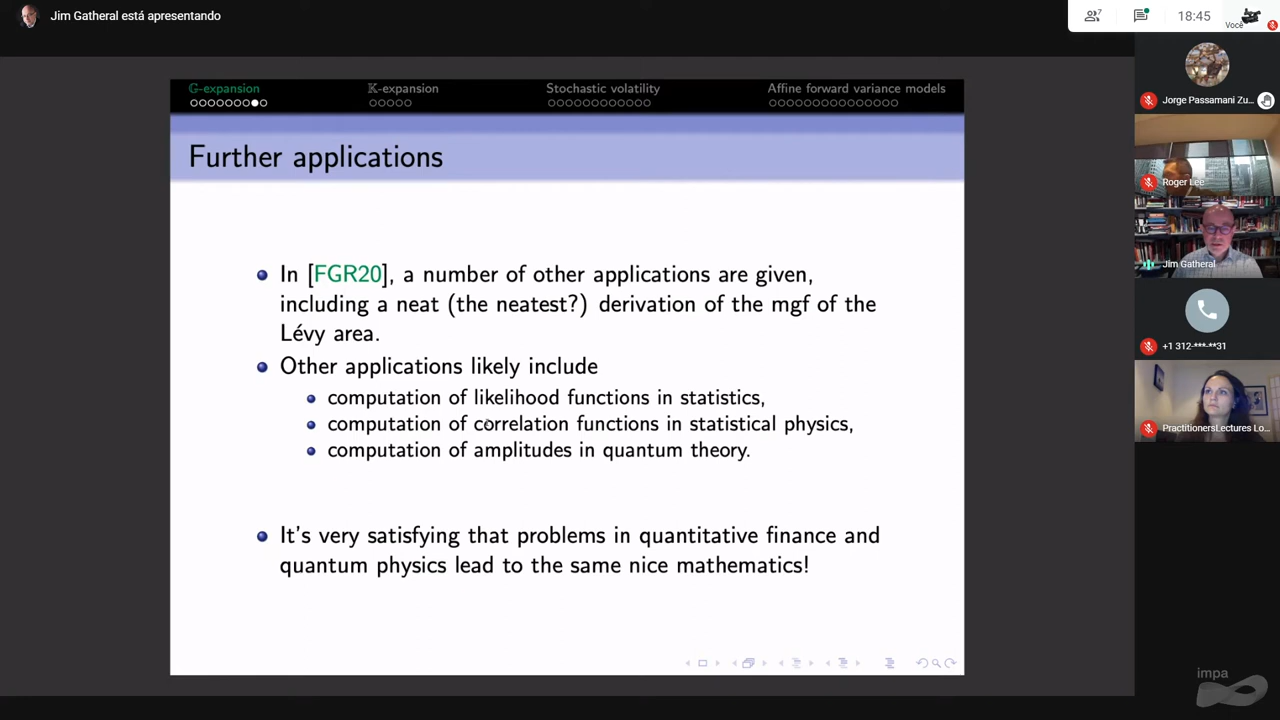 Jim Gatheral está apresentando
7
18:45
Você
G-expansion
K-expansion
Stochastic volatility
Affine forward variance models
Further applications
In [FGR20], a number of other applications are given,
including a neat (the neatest?) derivation of the mgf of the
Lévy area.
Other applications likely include
computation of likelihood functions in statistics,
computation of correlation functions in statistical physics,
computation of amplitudes in quantum theory.
It's very satisfying that problems in quantitative finance and
quantum physics lead to the same nice mathematics!
Jorge Passamani Zu...
Roger Lee
Jim Gatheral
+1 312-***-**31
PractitionersLectures Lo...
impa